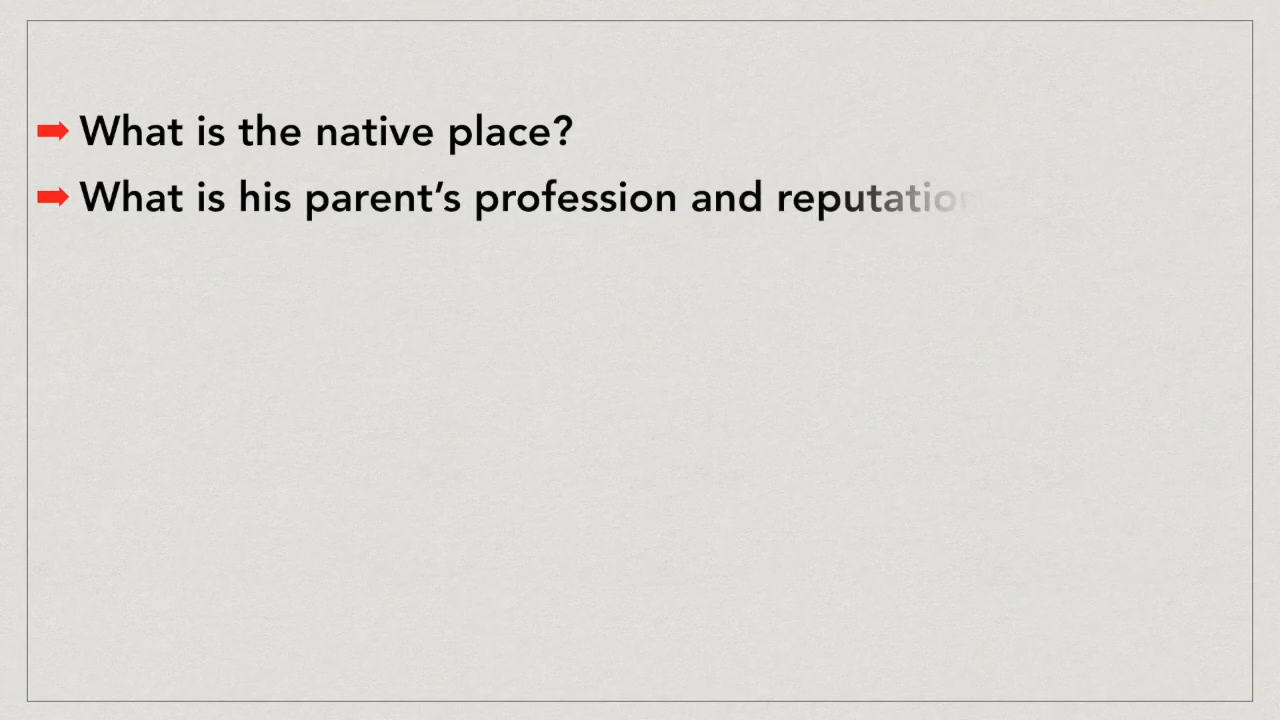 ➡ What is the native place?
➡ What is his parent’s profession and reputation